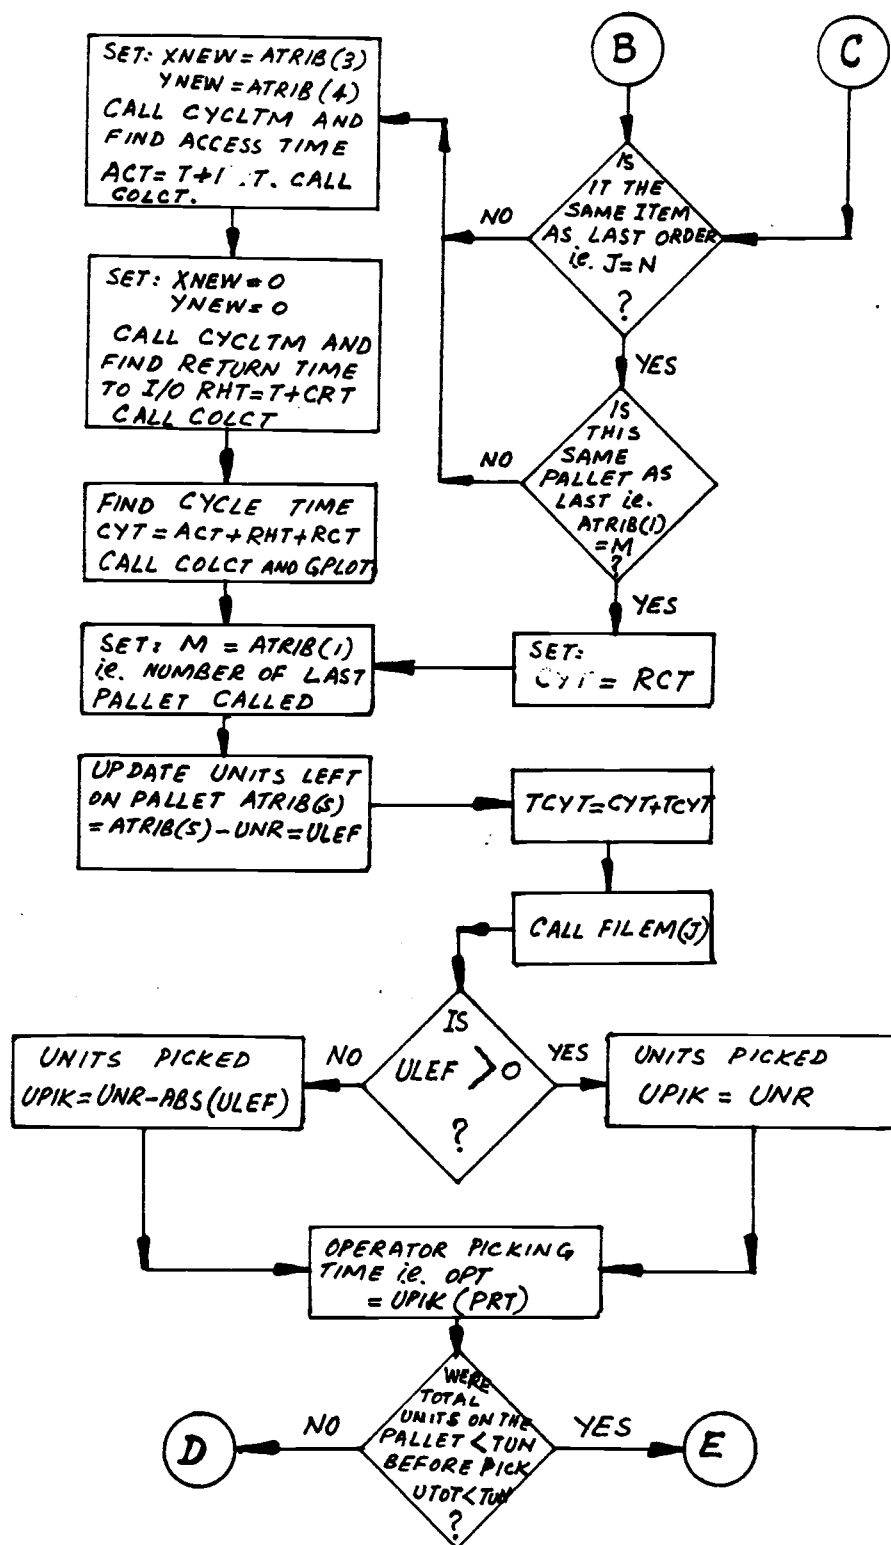 B
C
SET: XNEW = ATRIB(3)
YNEW = ATRIB(4)
CALL CYCLTM AND
FIND ACCESS TIME
ACT = T+ CALL
COLCT.
IS
IT THE
SAME ITEM
AS LAST ORDER
i.e. J=N
?
NO
YES
SET: XNEW = 0
YNEW = 0
CALL CYCLTM AND
FIND RETURN TIME
TO I/O RHT = T+CRT
CALL COLCT
IS
THIS
SAME
PALLET AS
LAST i.e.
ATRIB(1)
=M
?
NO
YES
FIND CYCLE TIME
CYT = ACT+RHT+RCT
CALL COLCT AND GPLOT
SET: M = ATRIB(1)
i.e. NUMBER OF LAST
PALLET CALLED
SET:
CYT = RCT
UPDATE UNITS LEFT
ON PALLET ATRIB(5)
= ATRIB(5) - UNR = ULEF
TCYT = CYT+TCYT
CALL FILEM(J)
IS
ULEF > 0
?
NO
YES
UNITS PICKED
UPIK = UNR-ABS(ULEF)
UNITS PICKED
UPIK = UNR
OPERATOR PICKING
TIME i.e. OPT
= UPIK (PRT)
WERE
TOTAL
UNITS ON THE
PALLET < TUN
BEFORE PICK
UTOT < TUN
?
NO
YES
D
E